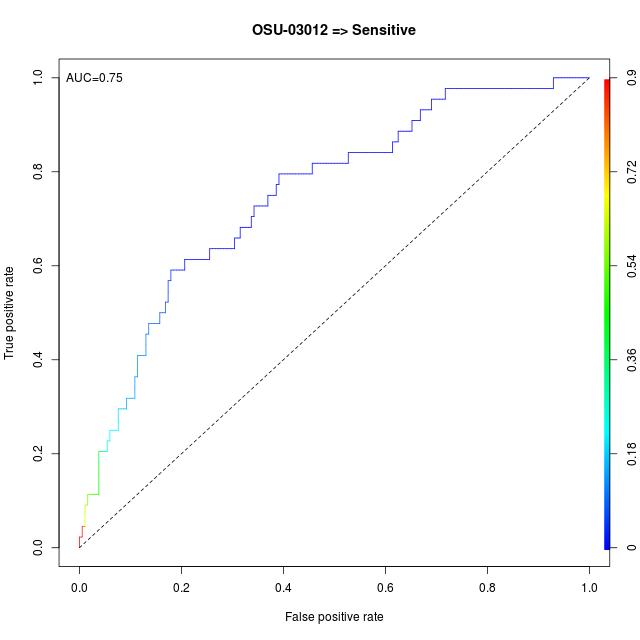 OSU-03012 => Sensitive
AUC=0.75
True positive rate
1.0
0.8
0.6
0.4
0.2
0.0
0.0 0.2 0.4 0.6 0.8 1.0
False positive rate
0.9
0.72
0.54
0.36
0.18
0